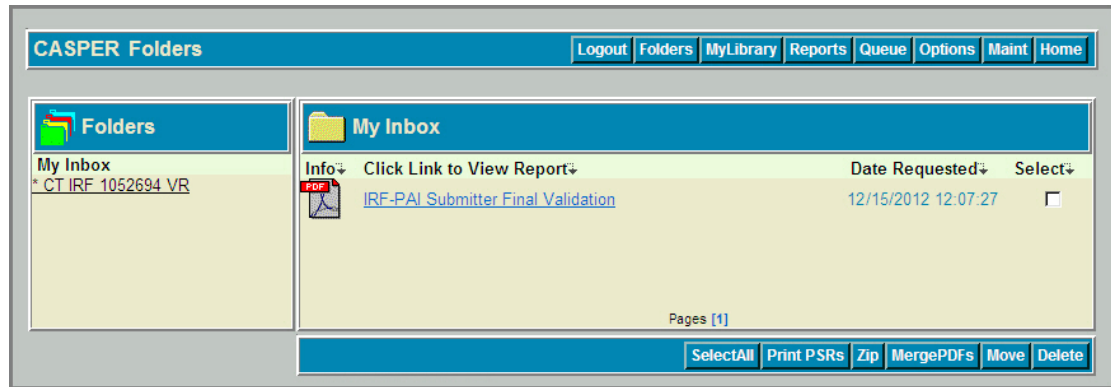 CASPER Folders
Logout Folders MyLibrary Reports Queue Options Maint Home
Folders
My Inbox
* CT IRF 1052694 VR
My Inbox
Info Click Link to View Report Date Requested Select
PDF
IRF-PAI Submitter Final Validation 12/15/2012 12:07:27
Pages [1]
SelectAll Print PSRs Zip MergePDFs Move Delete